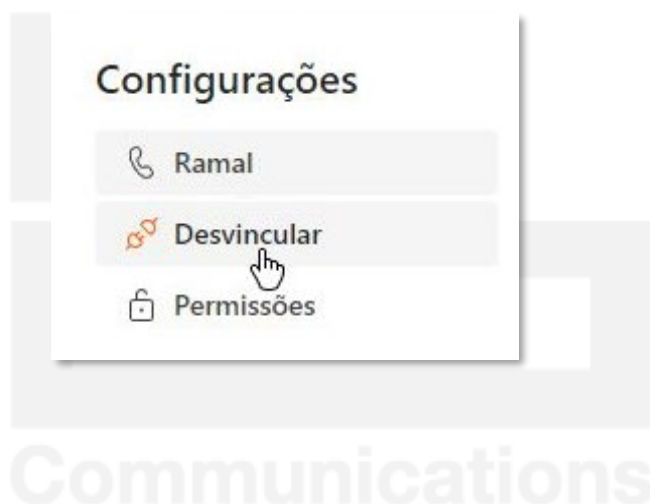 Configurações
Ramal
Desvincular
Permissões
Communications